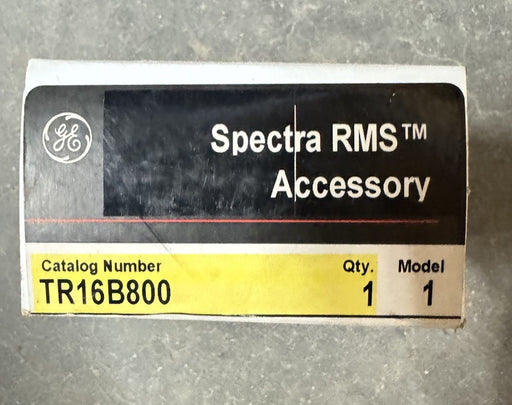 GE
Spectra RMS™
Accessory
Catalog Number Qty. Model
TR16B800 1 1